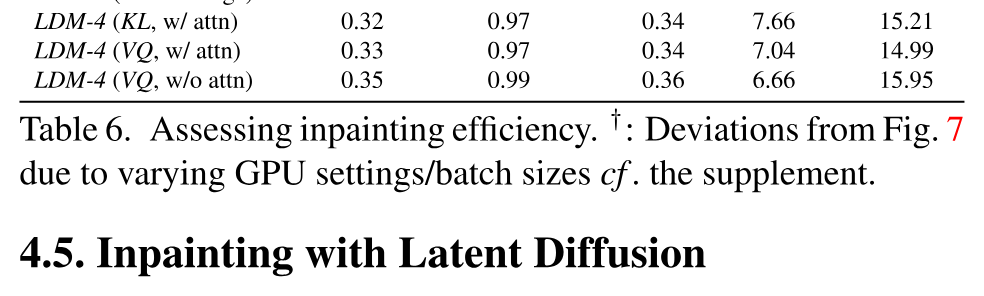 LDM-4 (KL, w/ attn) 0.32 0.97 0.34 7.66 15.21
LDM-4 (VQ, w/ attn) 0.33 0.97 0.34 7.04 14.99
LDM-4 (VQ, w/o attn) 0.35 0.99 0.36 6.66 15.95
Table 6. Assessing inpainting efficiency. †: Deviations from Fig. 7
due to varying GPU settings/batch sizes cf. the supplement.
4.5. Inpainting with Latent Diffusion